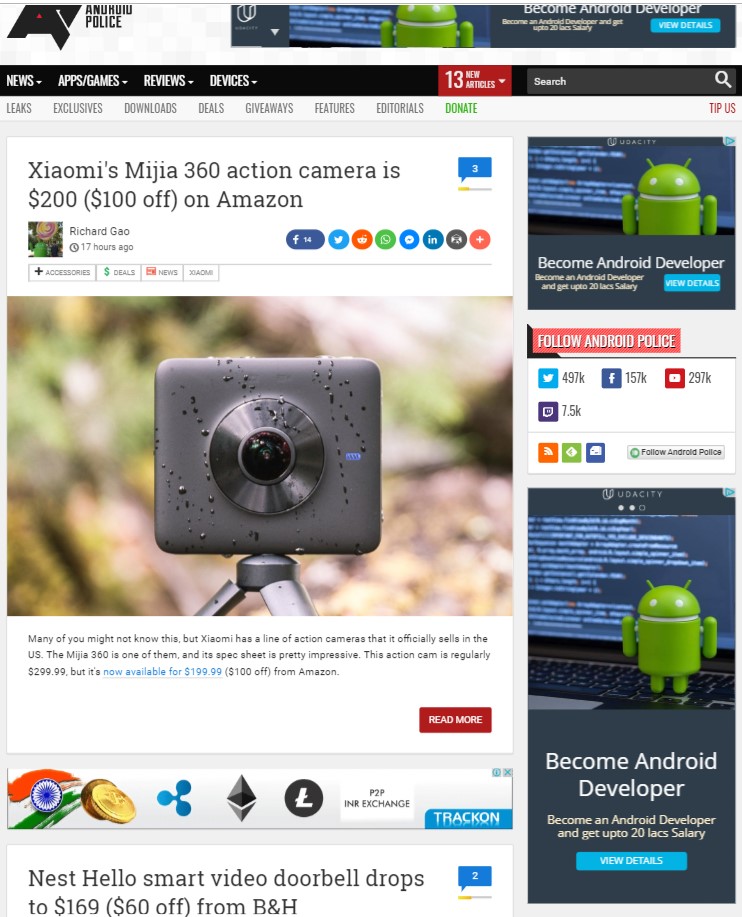 ANDROID
POLICE
UDACITY
Become Android Developer
Become an Android Developer and get
upto 20 lacs Salary
VIEW DETAILS
NEWS
APPS/GAMES
REVIEWS
DEVICES
13 NEW
ARTICLES
Search
LEAKS
EXCLUSIVES
DOWNLOADS
DEALS
GIVEAWAYS
FEATURES
EDITORIALS
DONATE
TIP US
Xiaomi's Mijia 360 action camera is
$200 ($100 off) on Amazon
3
Richard Gao
17 hours ago
14
ACCESSORIES
DEALS
NEWS
XIAOMI
Many of you might not know this, but Xiaomi has a line of action cameras that it officially sells in the
US. The Mijia 360 is one of them, and its spec sheet is pretty impressive. This action cam is regularly
$299.99, but it's now available for $199.99 ($100 off) from Amazon.
READ MORE
P2P
INR EXCHANGE
TRACKON
Nest Hello smart video doorbell drops
to $169 ($60 off) from B&H
2
UDACITY
Become Android Developer
Become an Android Developer
and get upto 20 lacs Salary
VIEW DETAILS
FOLLOW ANDROID POLICE
497k
157k
297k
7.5k
Follow Android Police
UDACITY
Become Android
Developer
Become an Android Developer
and get upto 20 lacs Salary
VIEW DETAILS